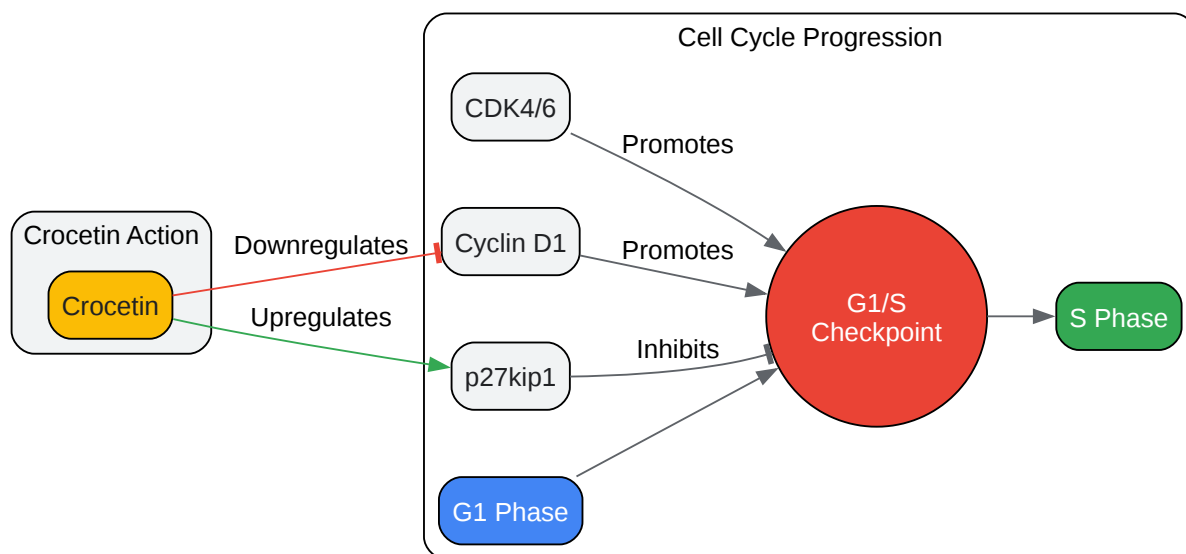 Cell Cycle Progression
CDK4/6
Promotes
Crocetin Action
Crocetin
Downregulates
Upregulates
Cyclin D1
Promotes
p27kip1
Inhibits
G1 Phase
G1/S
Checkpoint
S Phase